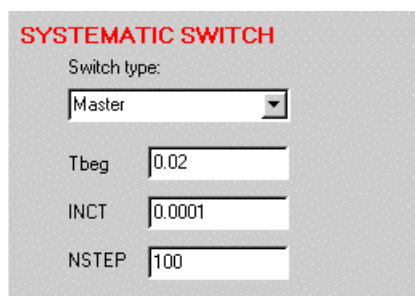 SYSTEMATIC SWITCH
Switch type:
Master
Tbeg 0.02
INCT 0.0001
NSTEP 100